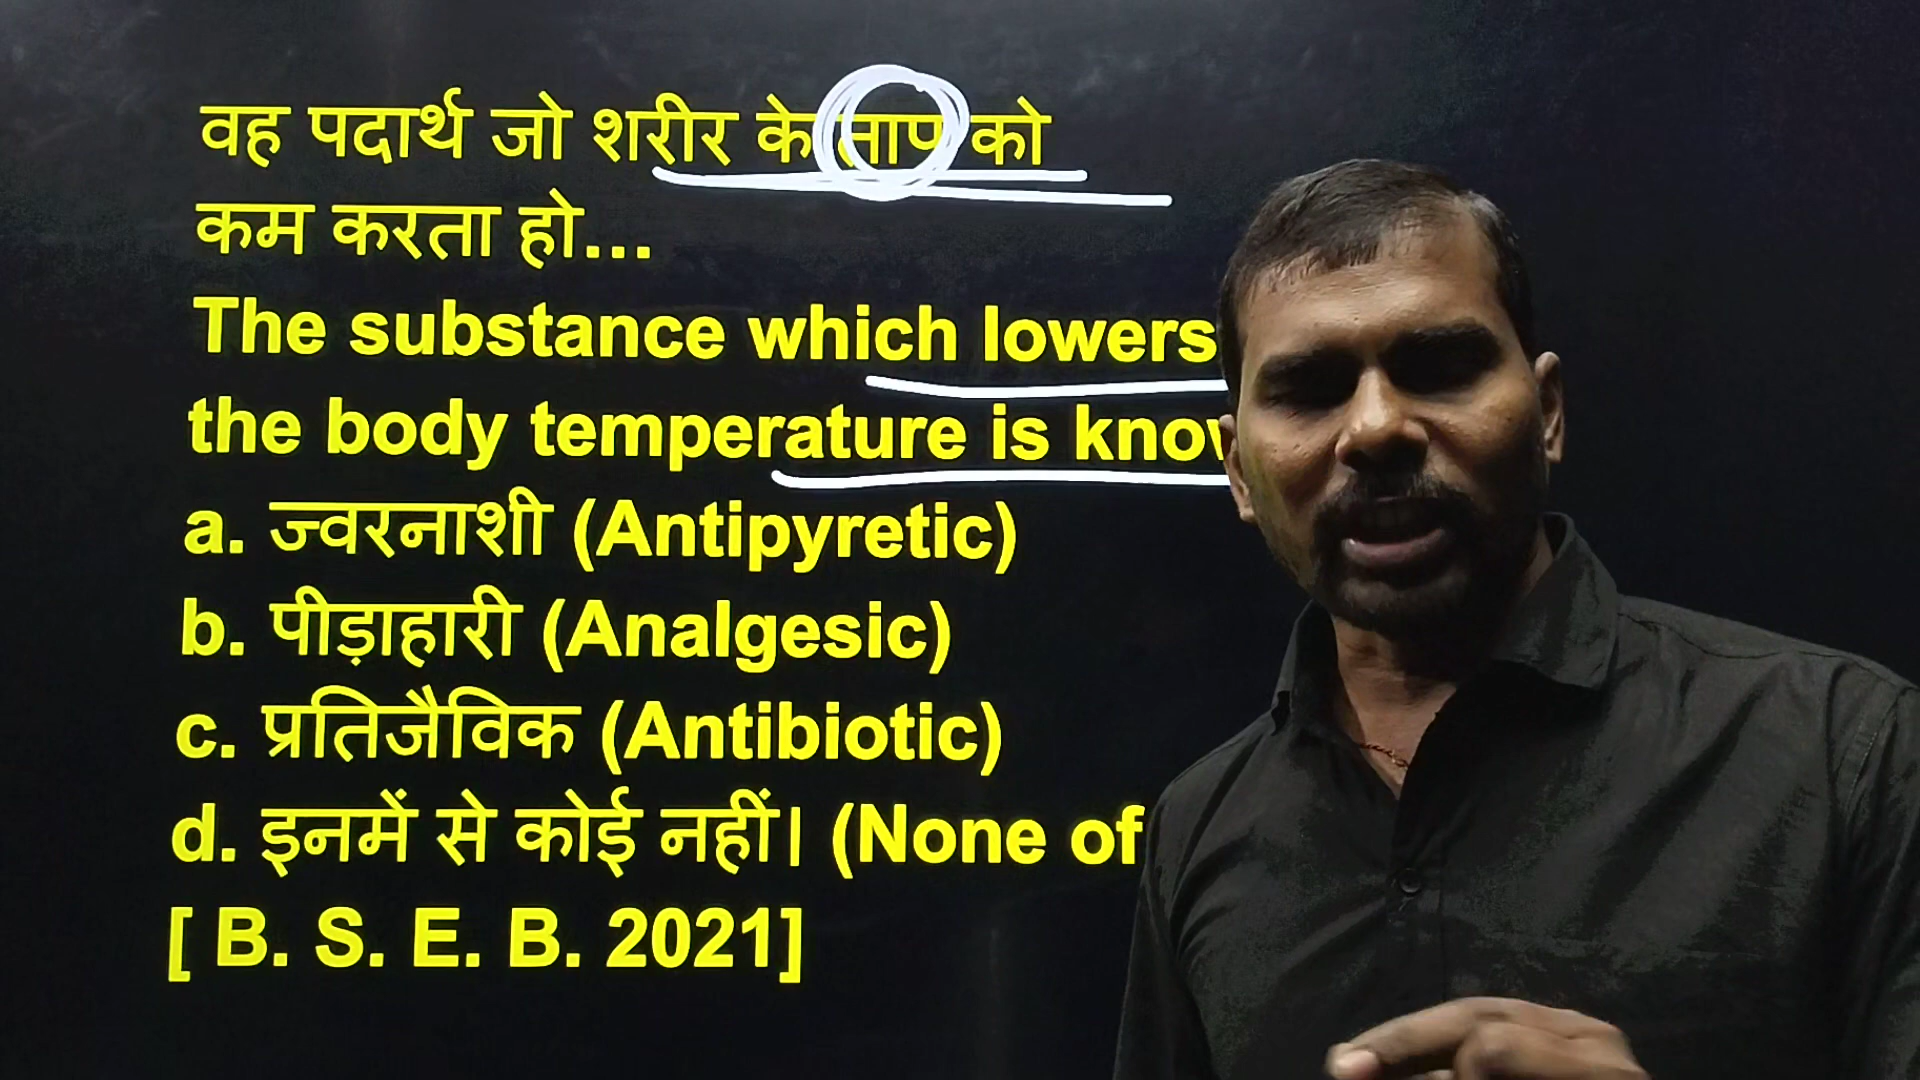 वह पदार्थ जो शरीर के ताप को
कम करता हो...
The substance which lowers
the body temperature is
a. ज्वरनाशी (Antipyretic)
b. पीड़ाहारी (Analgesic)
c. प्रतिजैविक (Antibiotic)
d. इनमें से कोई नहीं। (None of
[ B. S. E. B. 2021]